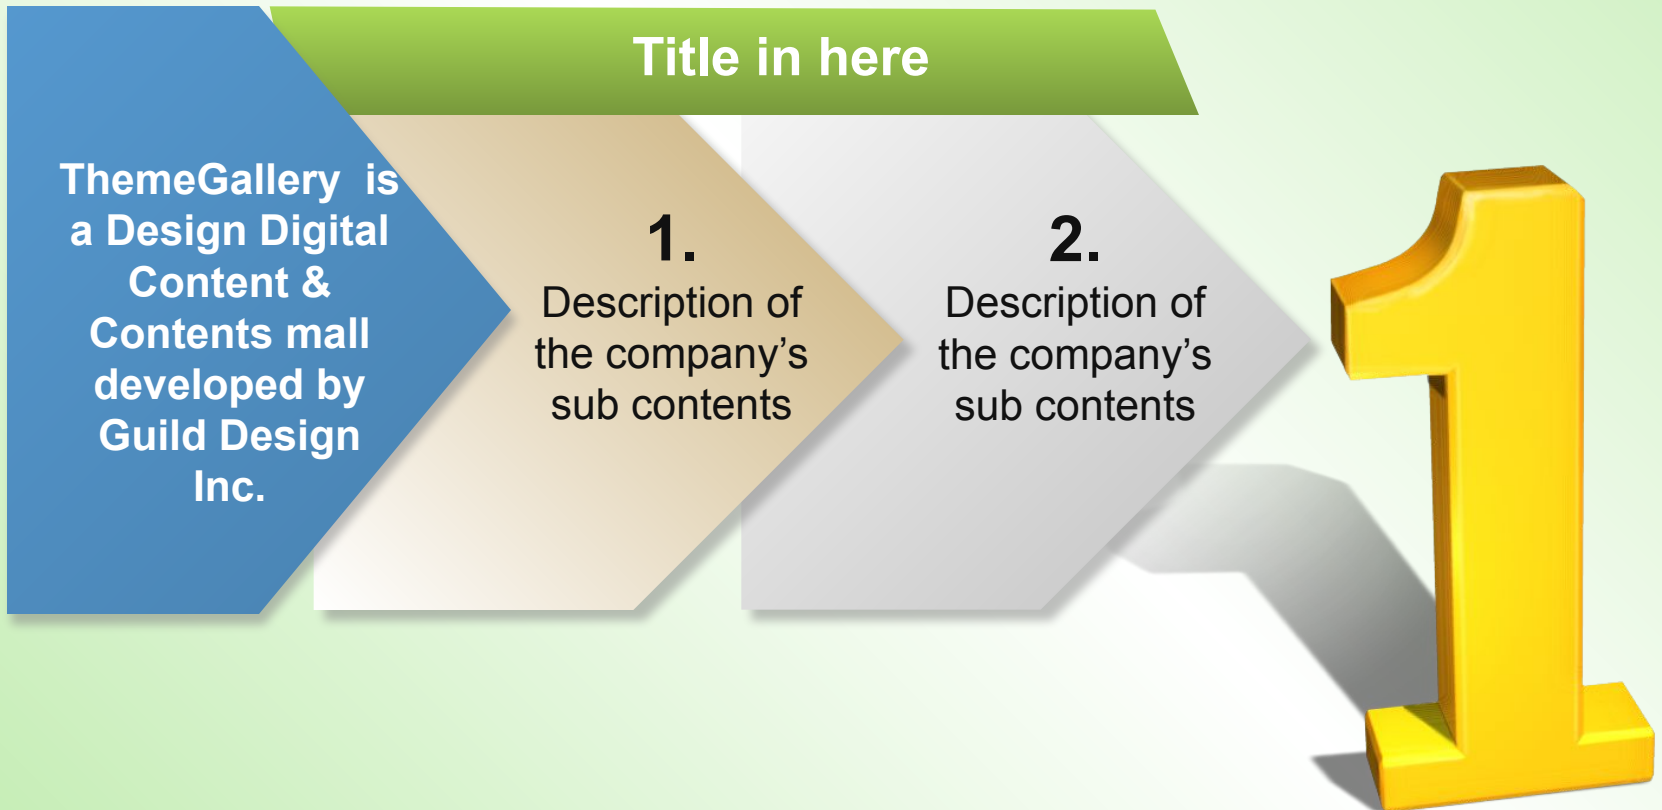 Title in here
ThemeGallery  is
a Design Digital
Content &
Contents mall
developed by
Guild Design
Inc.
1.
Description of
the company’s
sub contents
2.
Description of
the company’s
sub contents
1